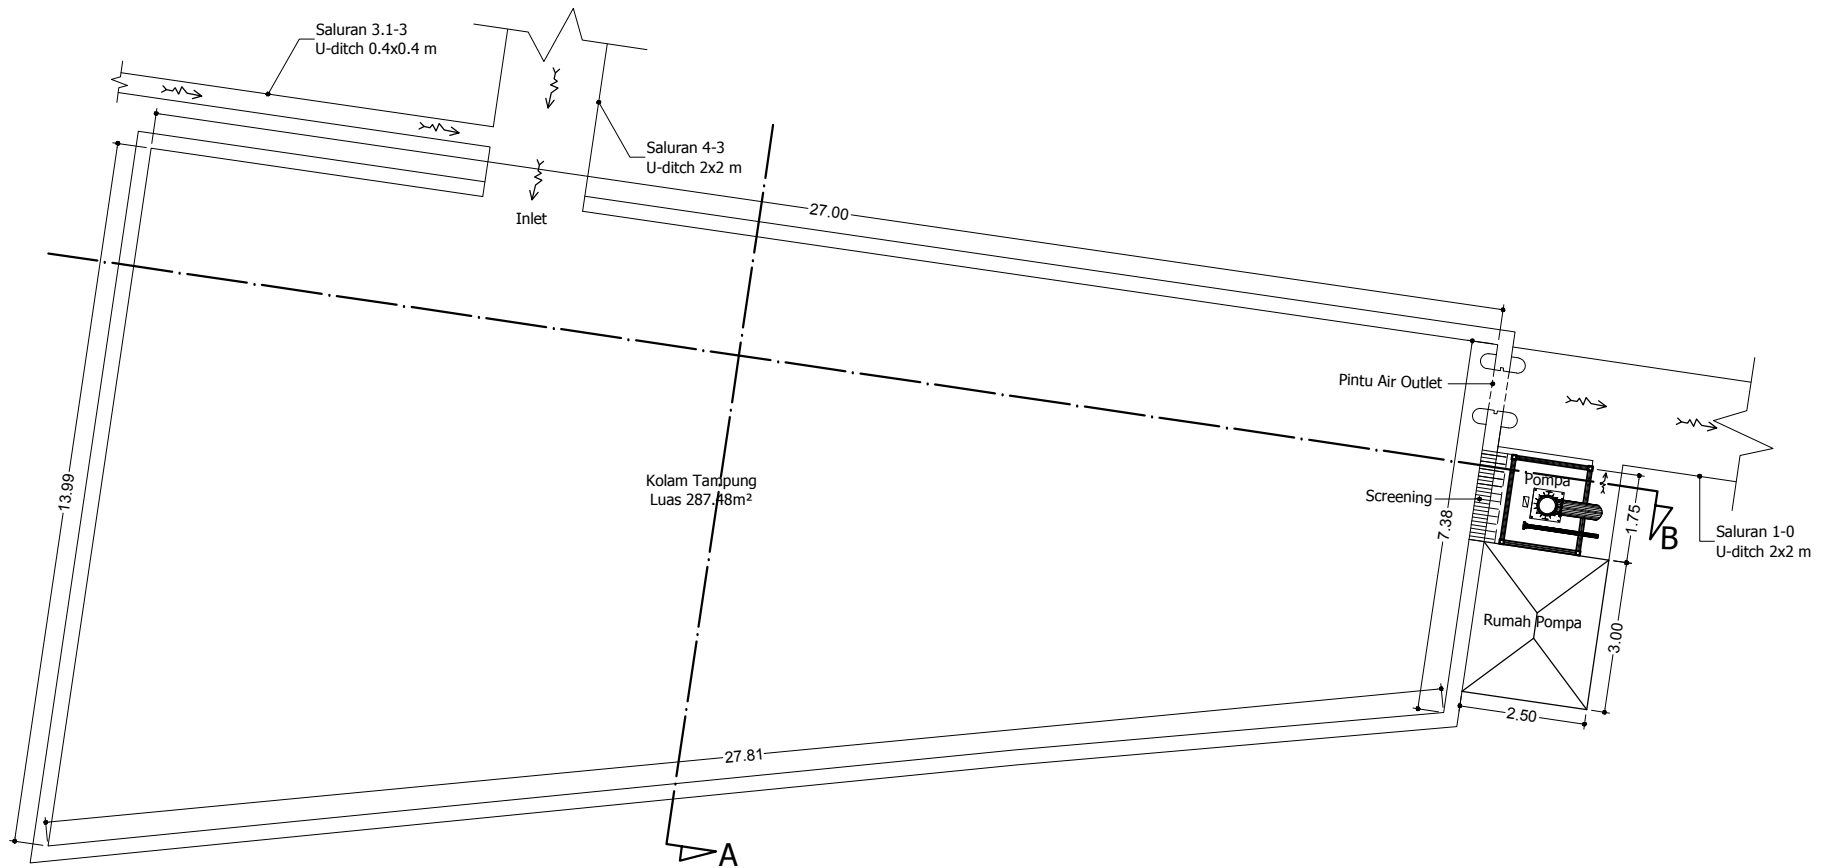 Saluran 3.1-3
U-ditch 0.4x0.4 m
Saluran 4-3
U-ditch 2x2 m
Inlet
27.00
Pintu Air Outlet
13.99
Kolam Tampung
Luas 287.48m²
Screening
Pompa
7.38
1.75
B
Saluran 1-0
U-ditch 2x2 m
Rumah Pompa
3.00
2.50
27.81
A